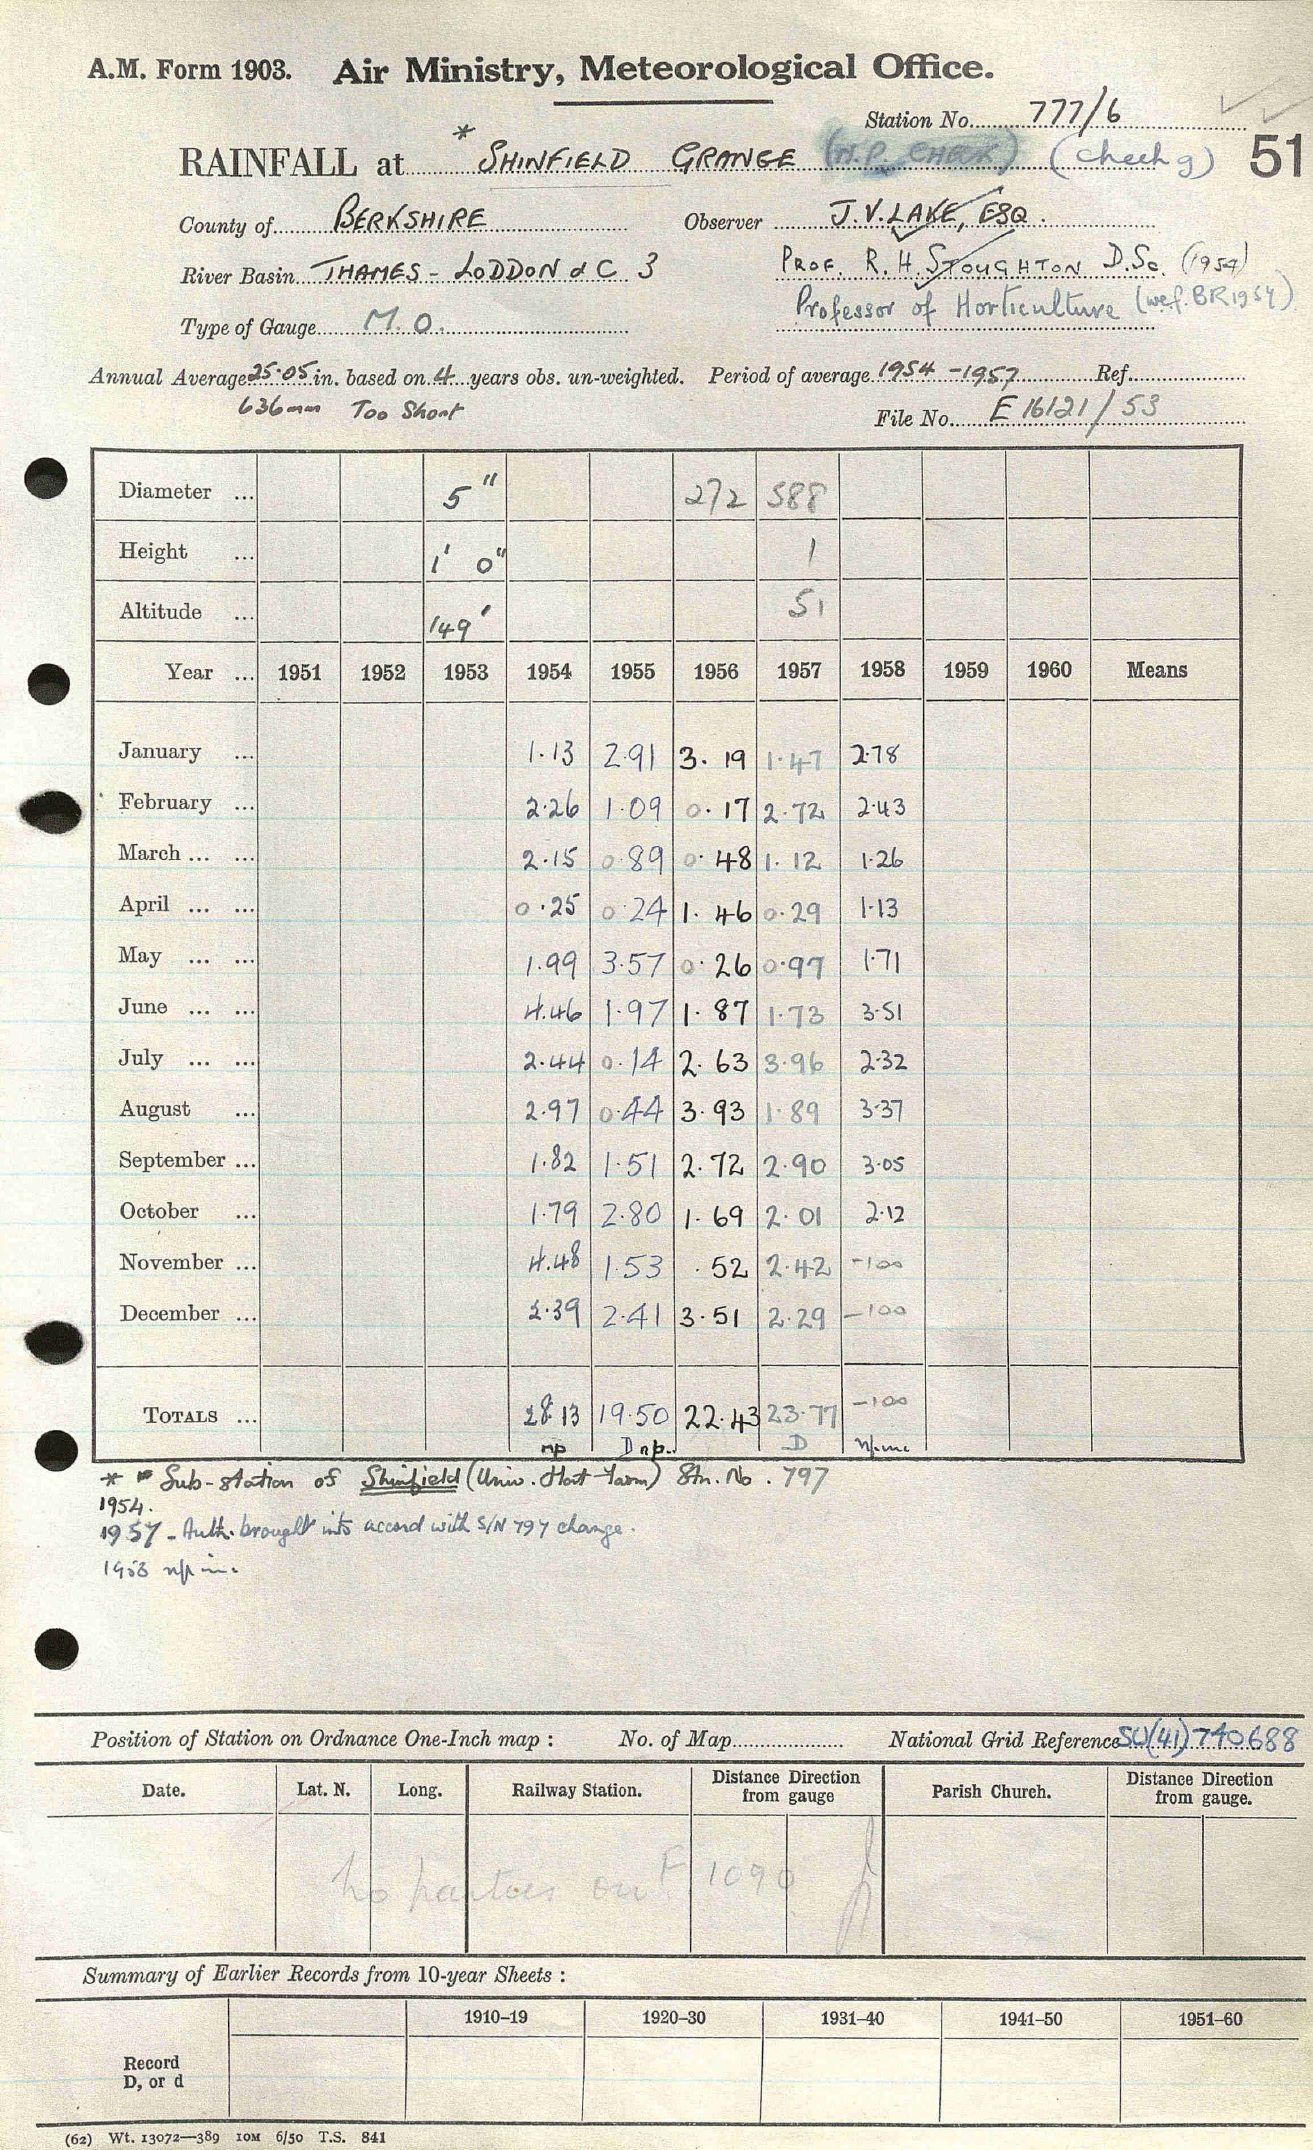 A.M. Form 1903. Air Ministry, Meteorological Office.
Station No. 777/6
RAINFALL at * SHINFIELD GRANGE (H.P. CHECK) (Check g) 51
County of BERKSHIRE Observer J.V. LAKE, ESQ.
River Basin THAMES - LODDON & C 3 PROF. R.H. STOUGHTON D.Sc. (1954)
Professor of Horticulture (wef. BR1954)
Type of Gauge M.O.
Annual Average 25.05 in. based on 4 years obs. un-weighted. Period of average 1954 - 1957 Ref.
636mm Too Short
File No. E 16121/53
Diameter ... 5" 272 588
Height ... 1' 0" 1
Altitude ... 149' 51
Year ... 1951 1952 1953 1954 1955 1956 1957 1958 1959 1960 Means
January ... 1.13 2.91 3.19 1.47 2.78
February ... 2.26 1.09 0.17 2.72 2.43
March ... ... 2.15 0.89 0.48 1.12 1.26
April ... ... 0.25 0.24 1.46 0.29 1.13
May ... ... 1.99 3.57 0.26 0.97 1.71
June ... ... 4.46 1.97 1.87 1.73 3.51
July ... ... 2.44 0.14 2.63 3.96 2.32
August ... 2.97 0.44 3.93 1.89 3.37
September ... 1.82 1.51 2.72 2.90 3.05
October ... 1.79 2.80 1.69 2.01 2.12
November ... 4.48 1.53 .52 2.42 -100
December ... 2.39 2.41 3.51 2.29 -100
TOTALS ... 28.13 19.50 22.43 23.77 -100
np D np. D np.inc
* Sub-station of Shinfield (Univ. Hort Farm) Stn. No. 797
1954.
1957 - Auth. brought into accord with S/N 797 change.
1958 np inc
Position of Station on Ordnance One-Inch map : No. of Map National Grid Reference SU(41)740688
Date. Lat. N. Long. Railway Station. Distance from gauge Direction Parish Church. Distance from gauge. Direction
no parties on F 1090
Summary of Earlier Records from 10-year Sheets :
1910–19 1920–30 1931–40 1941–50 1951–60
Record
D, or d
(62) Wt. 13072—389 10M 6/50 T.S. 841